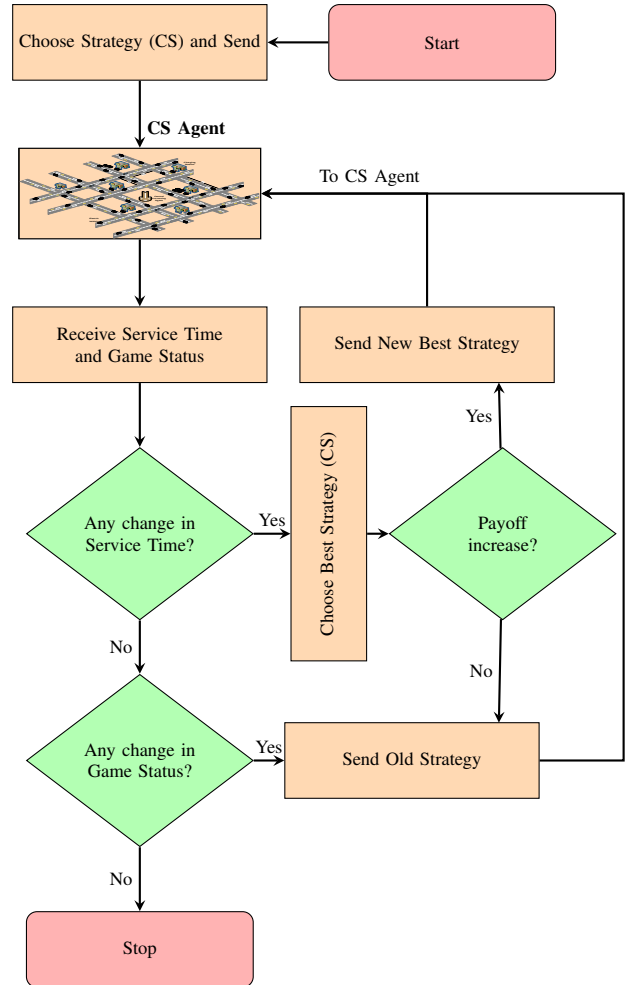 Choose Strategy (CS) and Send
Start
CS Agent
To CS Agent
Receive Service Time
and Game Status
Send New Best Strategy
Yes
Choose Best Strategy (CS)
Any change in
Service Time?
Yes
Payoff
increase?
No
No
Any change in
Game Status?
Yes
Send Old Strategy
No
Stop